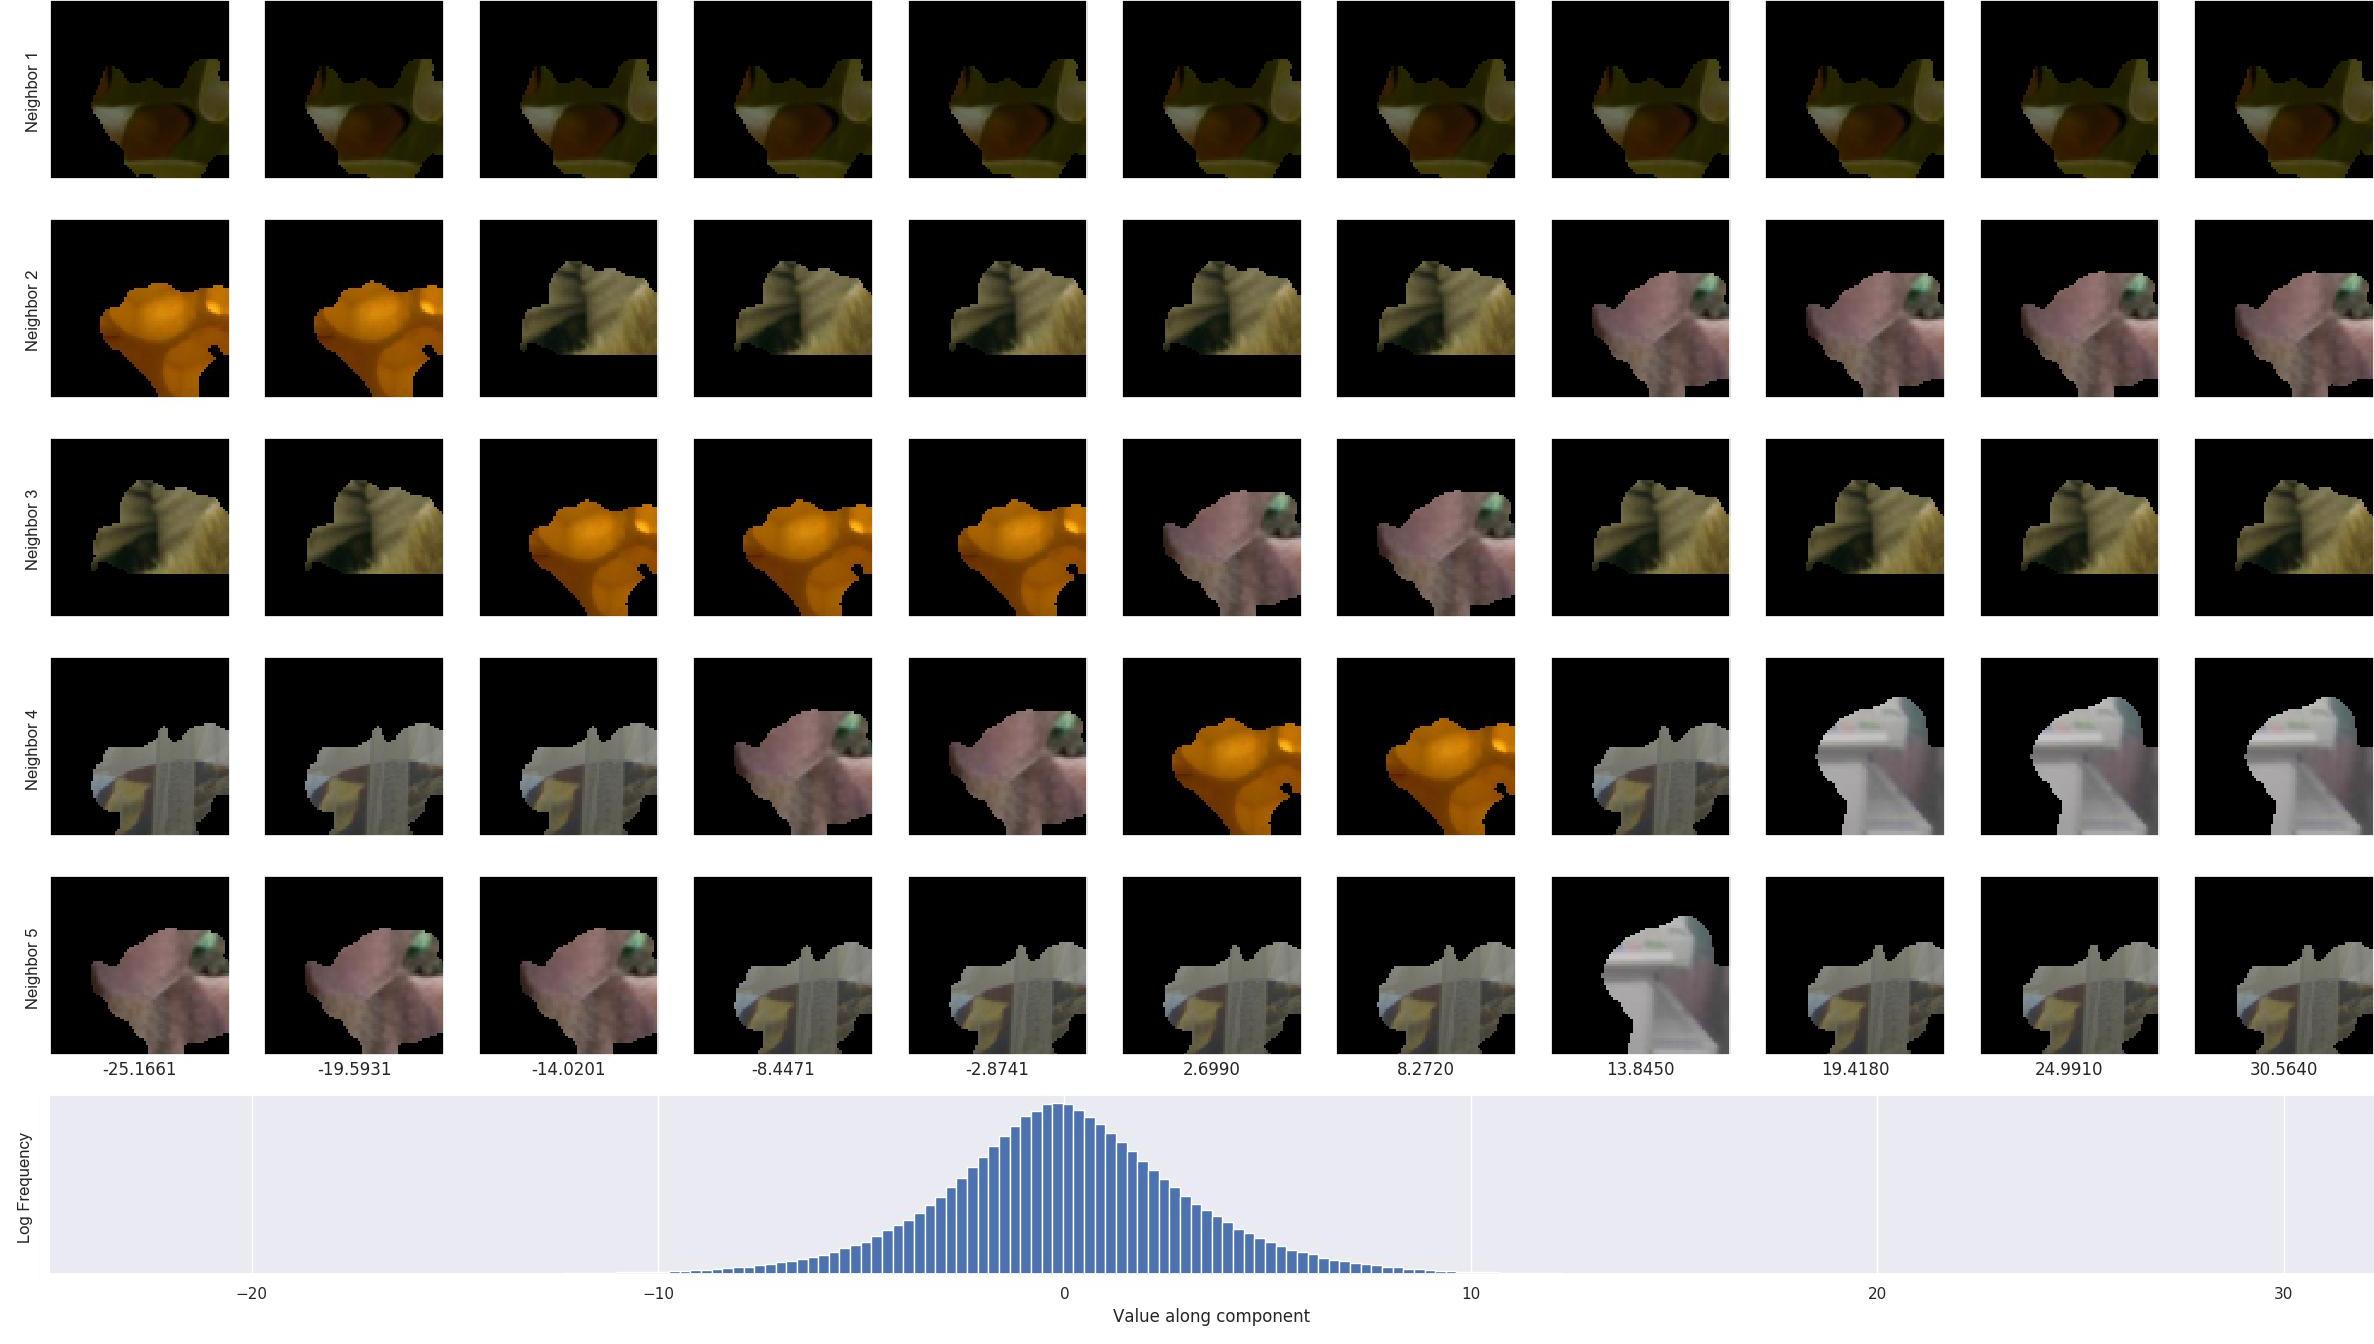 Neighbor 1
Neighbor 2
Neighbor 3
Neighbor 4
Neighbor 5
-25.1661 -19.5931 -14.0201 -8.4471 -2.8741 2.6990 8.2720 13.8450 19.4180 24.9910 30.5640
Log Frequency
−20 −10 0 10 20 30
Value along component